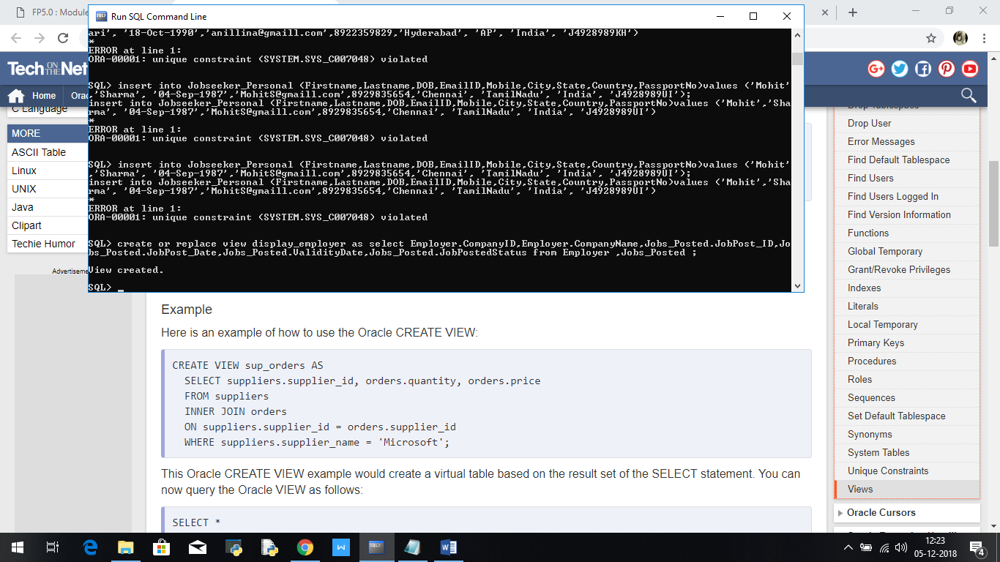 FP5.0 : Module
Run SQL Command Line
ari', '18-Oct-1990','anillina@gmaill.com',8922359829,'Hyderabad', 'AP', 'India', 'J4928989KH')
*
ERROR at line 1:
ORA-00001: unique constraint (SYSTEM.SYS_C007048) violated
SQL> insert into Jobseeker_Personal (Firstname,Lastname,DOB,EmailID,Mobile,City,State,Country,PassportNo)values ('Mohit'
,'Sharma', '04-Sep-1987','MohitS@gmaill.com',8929835654,'Chennai', 'TamilNadu', 'India', 'J4928989UI');
insert into Jobseeker_Personal (Firstname,Lastname,DOB,EmailID,Mobile,City,State,Country,PassportNo)values ('Mohit','Sha
rma', '04-Sep-1987','MohitS@gmaill.com',8929835654,'Chennai', 'TamilNadu', 'India', 'J4928989UI')
*
ERROR at line 1:
ORA-00001: unique constraint (SYSTEM.SYS_C007048) violated
SQL> insert into Jobseeker_Personal (Firstname,Lastname,DOB,EmailID,Mobile,City,State,Country,PassportNo)values ('Mohit'
,'Sharma', '04-Sep-1987','MohitS@gmaill.com',8929835654,'Chennai', 'TamilNadu', 'India', 'J4928989UI');
insert into Jobseeker_Personal (Firstname,Lastname,DOB,EmailID,Mobile,City,State,Country,PassportNo)values ('Mohit','Sha
rma', '04-Sep-1987','MohitS@gmaill.com',8929835654,'Chennai', 'TamilNadu', 'India', 'J4928989UI')
*
ERROR at line 1:
ORA-00001: unique constraint (SYSTEM.SYS_C007048) violated
SQL> create or replace view display_employer as select Employer.CompanyID,Employer.CompanyName,Jobs_Posted.JobPost_ID,Jo
bs_Posted.JobPost_Date,Jobs_Posted.ValidityDate,Jobs_Posted.JobPostedStatus from Employer ,Jobs_Posted ;
View created.
SQL> _
Tech ON THE Net
Home
Orac
C Language
MORE
ASCII Table
Linux
UNIX
Java
Clipart
Techie Humor
Advertiseme
Example
Here is an example of how to use the Oracle CREATE VIEW:
CREATE VIEW sup_orders AS
SELECT suppliers.supplier_id, orders.quantity, orders.price
FROM suppliers
INNER JOIN orders
ON suppliers.supplier_id = orders.supplier_id
WHERE suppliers.supplier_name = 'Microsoft';
This Oracle CREATE VIEW example would create a virtual table based on the result set of the SELECT statement. You can
now query the Oracle VIEW as follows:
SELECT *
Drop Tablespace
Drop User
Error Messages
Find Default Tablespace
Find Users
Find Users Logged In
Find Version Information
Functions
Global Temporary
Grant/Revoke Privileges
Indexes
Literals
Local Temporary
Primary Keys
Procedures
Roles
Sequences
Set Default Tablespace
Synonyms
System Tables
Unique Constraints
Views
Oracle Cursors
12:23
05-12-2018
4